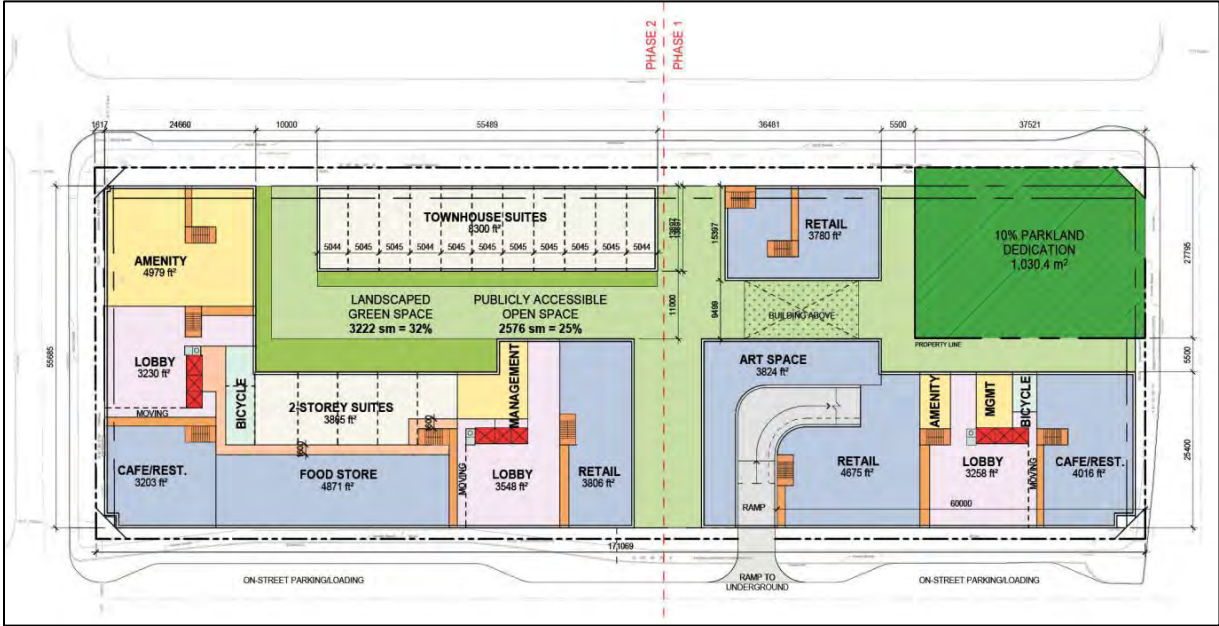 PHASE 2
PHASE 1
1617
24660
10000
55489
36481
5500
37521
TOWNHOUSE SUITES
8300 ft²
5044
5045
5045
5044
5045
5045
5045
5045
5045
5045
5044
13897
15397
RETAIL
3780 ft²
10% PARKLAND
DEDICATION
1,030.4 m²
27795
AMENITY
4979 ft²
LANDSCAPED
GREEN SPACE
3222 sm = 32%
PUBLICLY ACCESSIBLE
OPEN SPACE
2576 sm = 25%
11000
9499
BUILDING ABOVE
PROPERTY LINE
55685
LOBBY
3230 ft²
MOVING
BICYCLE
2-STOREY SUITES
3865 ft²
MANAGEMENT
ART SPACE
3824 ft²
5500
AMENITY
MGMT
BICYCLE
25400
CAFE/REST.
3203 ft²
FOOD STORE
4871 ft²
MOVING
LOBBY
3548 ft²
RETAIL
3806 ft²
RETAIL
4675 ft²
LOBBY
3258 ft²
MOVING
CAFE/REST.
4016 ft²
RAMP
60000
171069
ON-STREET PARKING/LOADING
RAMP TO
UNDERGROUND
ON-STREET PARKING/LOADING